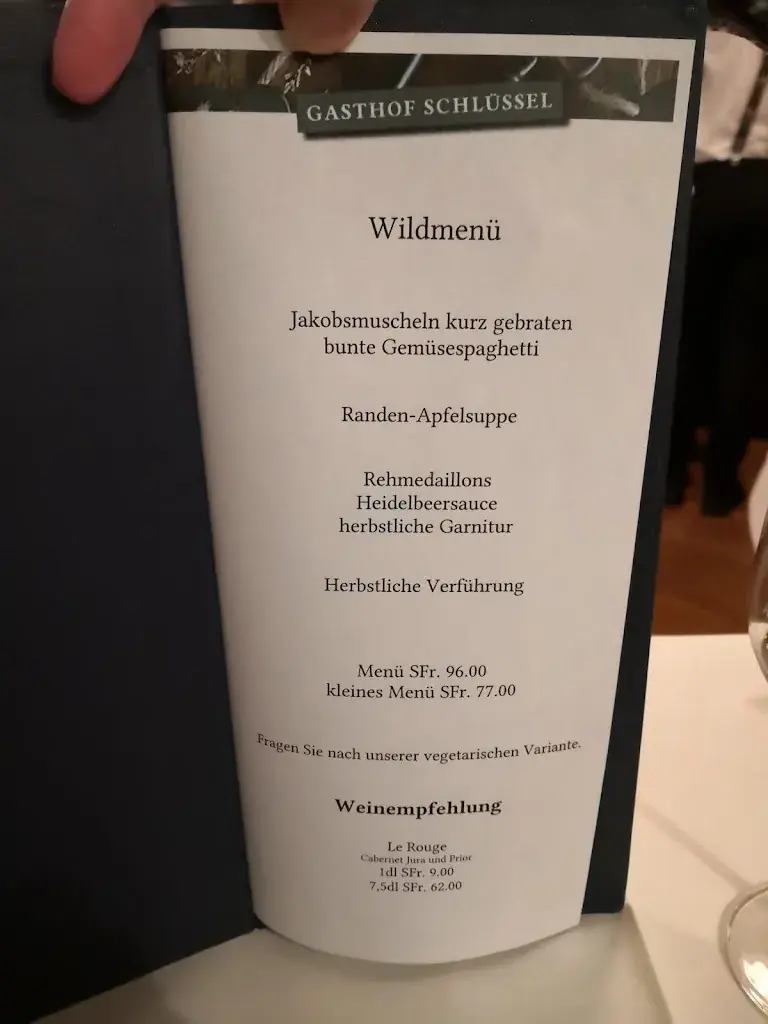 GASTHOF SCHLÜSSEL
Wildmenü
Jakobsmuscheln kurz gebraten
bunte Gemüsespaghetti
Randen-Apfelsuppe
Rehmedaillons
Heidelbeersauce
herbstliche Garnitur
Herbstliche Verführung
Menü SFr. 96.00
kleines Menü SFr. 77.00
Fragen Sie nach unserer vegetarischen Variante.
Weinempfehlung
Le Rouge
Cabernet Jura und Prior
1dl SFr. 9.00
7,5dl SFr. 62.00